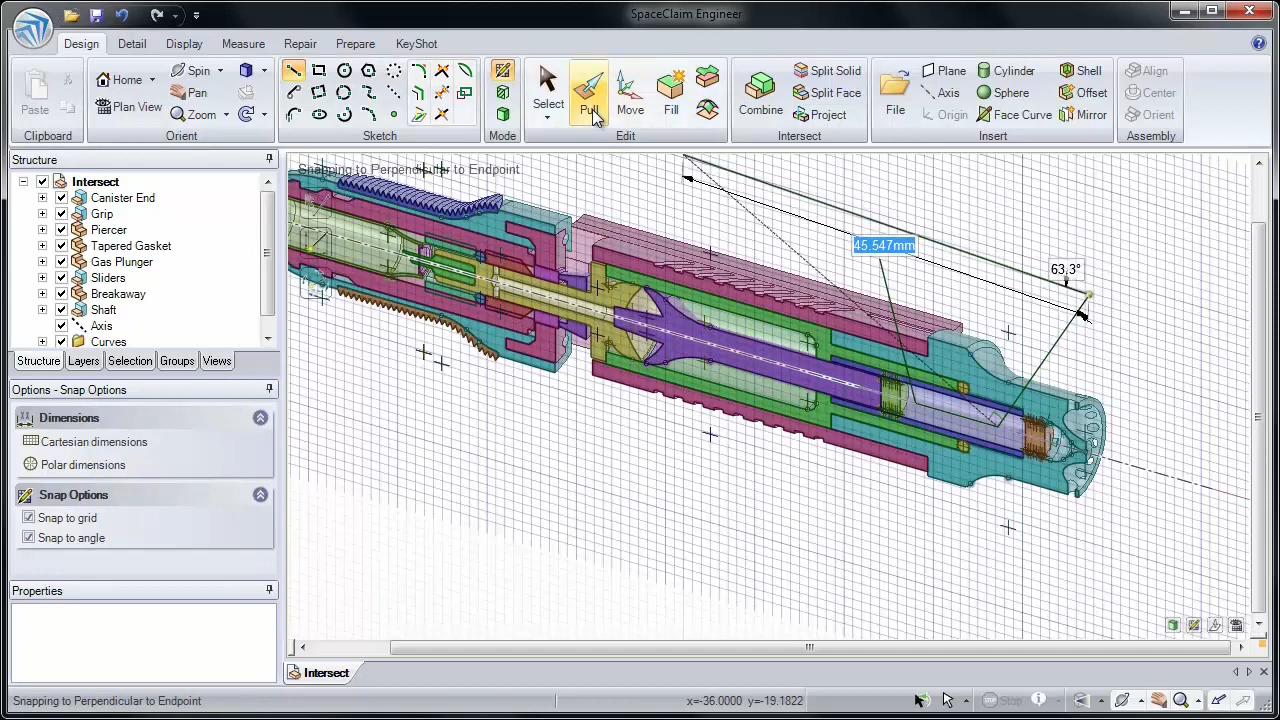 SpaceClaim Engineer
Design Detail Display Measure Repair Prepare KeyShot
Home Spin
Split Solid
Plane Cylinder Shell Align
Paste Pan
Plan View
Zoom
Select Pull Move Fill
Combine
Split Face
Project
File
Axis Sphere Offset Center
Origin Face Curve Mirror Orient
Clipboard Orient Sketch Mode Edit Intersect Insert Assembly
Structure
Snapping to Perpendicular to Endpoint
Intersect
Canister End
Grip
Piercer
Tapered Gasket
Gas Plunger
Sliders
Breakaway
Shaft
Axis
Curves
45.547mm
63.3°
Structure Layers Selection Groups Views
Options - Snap Options
Dimensions
Cartesian dimensions
Polar dimensions
Snap Options
Snap to grid
Snap to angle
Properties
Intersect
Snapping to Perpendicular to Endpoint
x=-36.0000 y=-19.1822
Stop